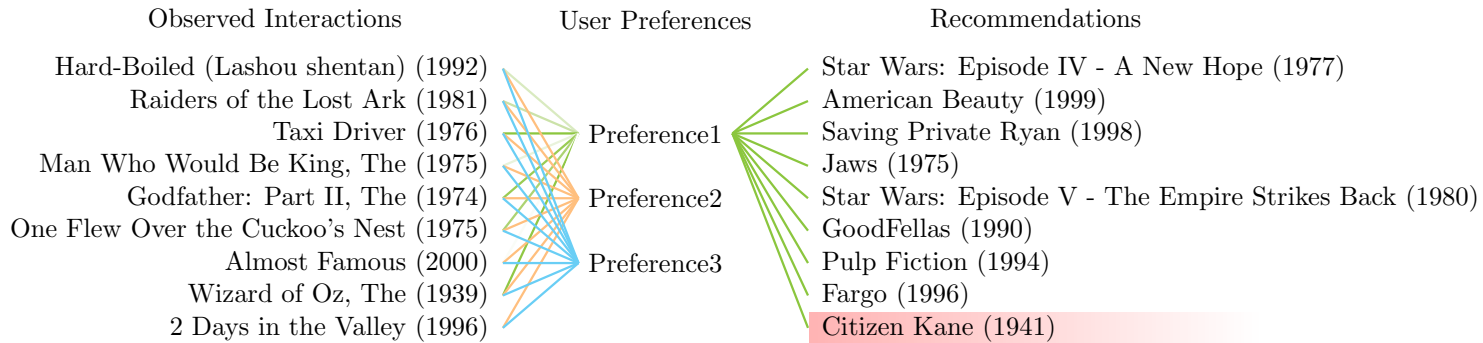 Observed Interactions
Hard-Boiled (Lashou shentan) (1992)
Raiders of the Lost Ark (1981)
Taxi Driver (1976)
Man Who Would Be King, The (1975)
Godfather: Part II, The (1974)
One Flew Over the Cuckoo's Nest (1975)
Almost Famous (2000)
Wizard of Oz, The (1939)
2 Days in the Valley (1996)
User Preferences
Preference1
Preference2
Preference3
Recommendations
Star Wars: Episode IV - A New Hope (1977)
American Beauty (1999)
Saving Private Ryan (1998)
Jaws (1975)
Star Wars: Episode V - The Empire Strikes Back (1980)
GoodFellas (1990)
Pulp Fiction (1994)
Fargo (1996)
Citizen Kane (1941)